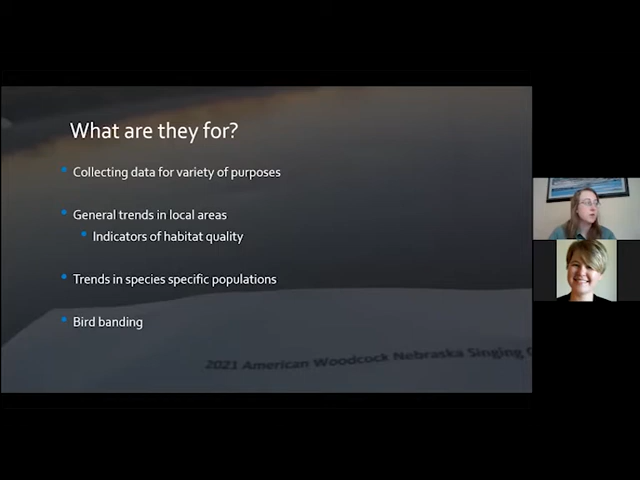 What are they for?
Collecting data for variety of purposes
General trends in local areas
Indicators of habitat quality
Trends in species specific populations
Bird banding
2021 American Woodcock Nebraska Singing